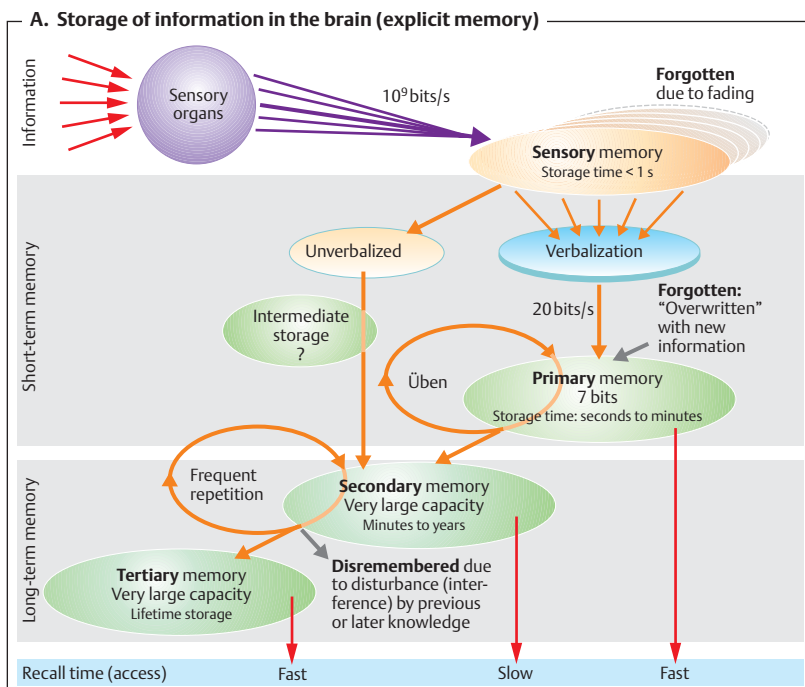 A. Storage of information in the brain (explicit memory)
Information
Sensory
organs
10⁹ bits/s
Forgotten
due to fading
Sensory memory
Storage time < 1 s
Short-term memory
Unverbalized
Verbalization
Intermediate
storage
?
20 bits/s
Forgotten:
"Overwritten"
with new
information
Üben
Primary memory
7 bits
Storage time: seconds to minutes
Long-term memory
Frequent
repetition
Secondary memory
Very large capacity
Minutes to years
Tertiary memory
Very large capacity
Lifetime storage
Disremembered due
to disturbance (inter-
ference) by previous
or later knowledge
Recall time (access)
Fast
Slow
Fast